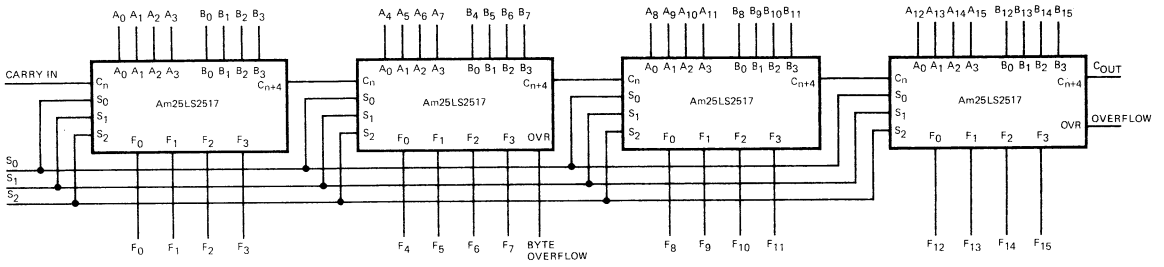 A0 A1 A2 A3 B0 B1 B2 B3
A4 A5 A6 A7 B4 B5 B6 B7
A8 A9 A10 A11 B8 B9 B10 B11
A12 A13 A14 A15 B12 B13 B14 B15
CARRY IN
Cn A0 A1 A2 A3 B0 B1 B2 B3 Cn+4
S0
S1
S2
Am25LS2517
F0 F1 F2 F3
Cn A0 A1 A2 A3 B0 B1 B2 B3 Cn+4
S0
S1
S2
Am25LS2517
F0 F1 F2 F3 OVR
Cn A0 A1 A2 A3 B0 B1 B2 B3 Cn+4
S0
S1
S2
Am25LS2517
F0 F1 F2 F3
Cn A0 A1 A2 A3 B0 B1 B2 B3 Cn+4
S0
S1
S2
Am25LS2517
F0 F1 F2 F3 OVR
COUT
OVERFLOW
S0
S1
S2
F0 F1 F2 F3
F4 F5 F6 F7 BYTE
OVERFLOW
F8 F9 F10 F11
F12 F13 F14 F15